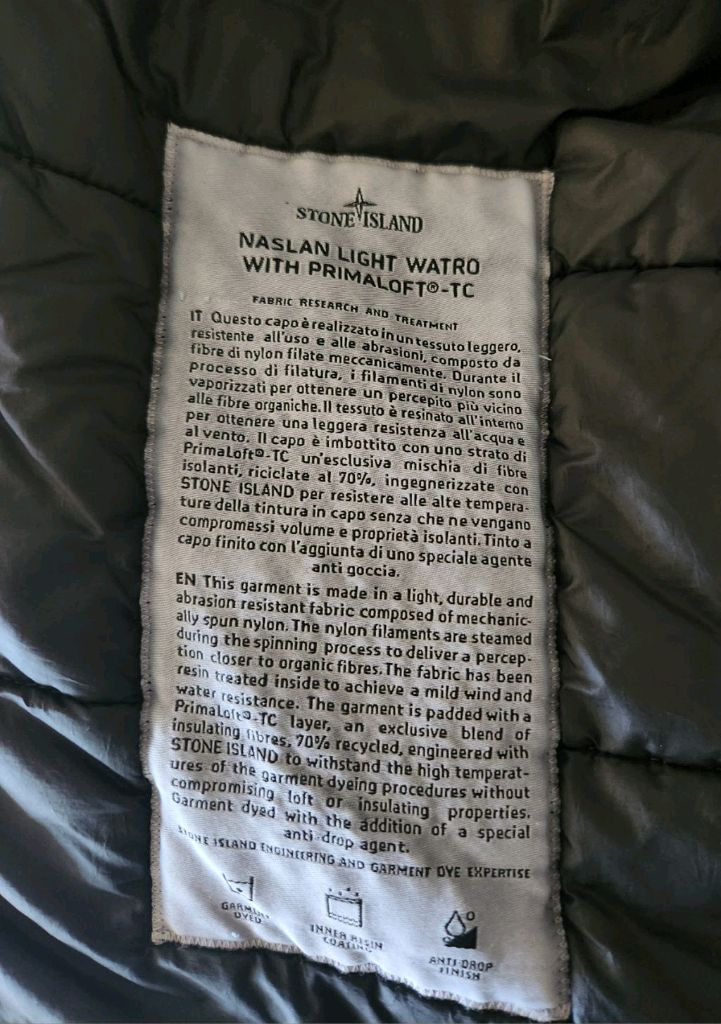 STONE ISLAND
NASLAN LIGHT WATRO
WITH PRIMALOFT®-TC
FABRIC RESEARCH AND TREATMENT
IT Questo capo è realizzato in un tessuto leggero,
resistente all'uso e alle abrasioni, composto da
fibre di nylon filate meccanicamente. Durante il
processo di filatura, i filamenti di nylon sono
vaporizzati per ottenere un percepito più vicino
alle fibre organiche. Il tessuto è resinato all'interno
per ottenere una leggera resistenza all'acqua e
al vento. Il capo è imbottito con uno strato di
PrimaLoft®-TC un'esclusiva mischia di fibre
isolanti, riciclate al 70%, ingegnerizzate con
STONE ISLAND per resistere alle alte tempera-
ture della tintura in capo senza che ne vengano
compromessi volume e proprietà isolanti. Tinto a
capo finito con l'aggiunta di uno speciale agente
anti goccia.
EN This garment is made in a light, durable and
abrasion resistant fabric composed of mechanic-
ally spun nylon. The nylon filaments are steamed
during the spinning process to deliver a percep-
tion closer to organic fibres. The fabric has been
resin treated inside to achieve a mild wind and
water resistance. The garment is padded with a
PrimaLoft®-TC layer, an exclusive blend of
insulating fibres, 70% recycled, engineered with
STONE ISLAND to withstand the high temperat-
ures of the garment dyeing procedures without
compromising loft or insulating properties.
Garment dyed with the addition of a special
anti-drop agent.
STONE ISLAND ENGINEERING AND GARMENT DYE EXPERTISE
GARMENT
DYED
INNER RESIN
COATING
ANTI-DROP
FINISH